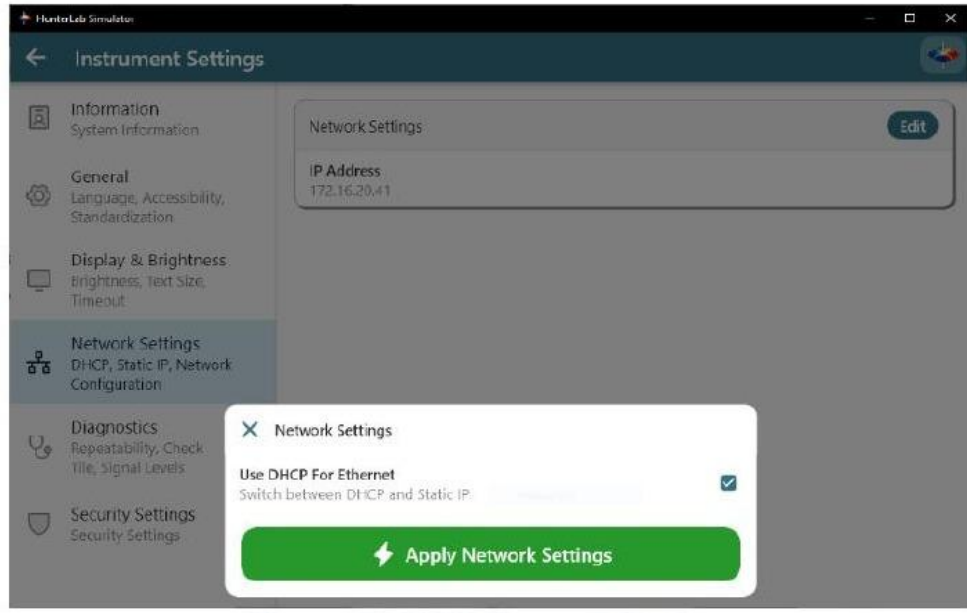 HunterLab Simulator
Instrument Settings
Information
System Information
General
Language, Accessibility,
Standardization
Display & Brightness
Brightness, Text Size,
Timeout
Network Settings
DHCP, Static IP, Network
Configuration
Diagnostics
Repeatability, Check
Tile, Signal Levels
Security Settings
Security Settings
Network Settings
Edit
IP Address
172.16.20.41
Network Settings
Use DHCP For Ethernet
Switch between DHCP and Static IP
Apply Network Settings